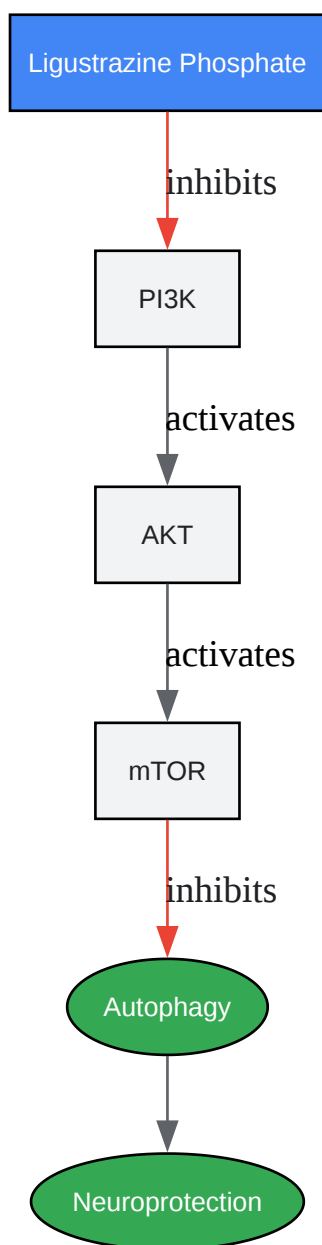 Ligustrazine Phosphate
inhibits
PI3K
activates
AKT
activates
mTOR
inhibits
Autophagy
Neuroprotection